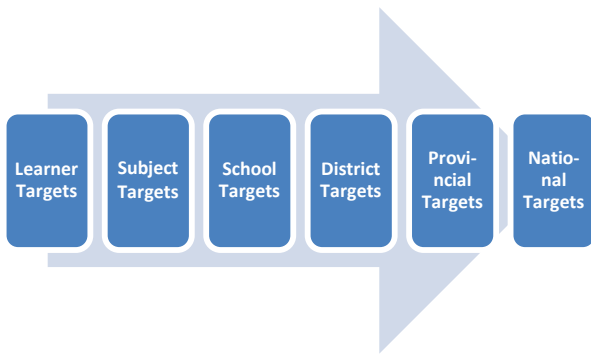 Learner
Targets
Subject
Targets
School
Targets
District
Targets
Provi-
ncial
Targets
Natio-
nal
Targets